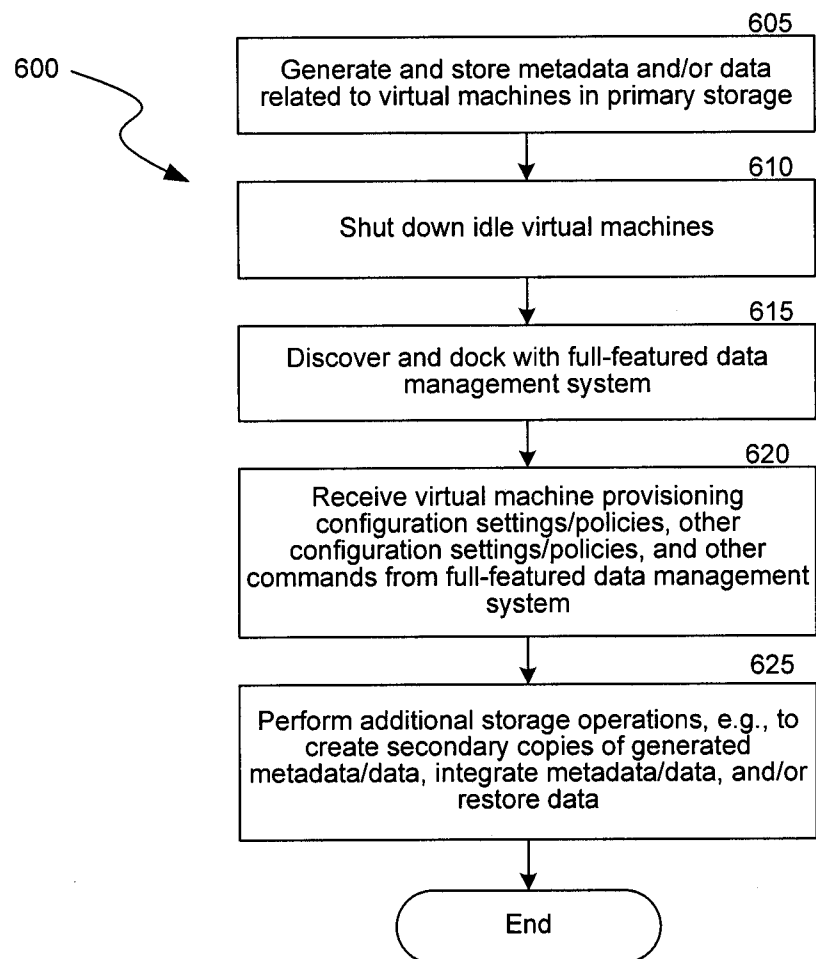 605
600
Generate and store metadata and/or data
related to virtual machines in primary storage
610
Shut down idle virtual machines
615
Discover and dock with full-featured data
management system
620
Receive virtual machine provisioning
configuration settings/policies, other
configuration settings/policies, and other
commands from full-featured data management
system
625
Perform additional storage operations, e.g., to
create secondary copies of generated
metadata/data, integrate metadata/data, and/or
restore data
End